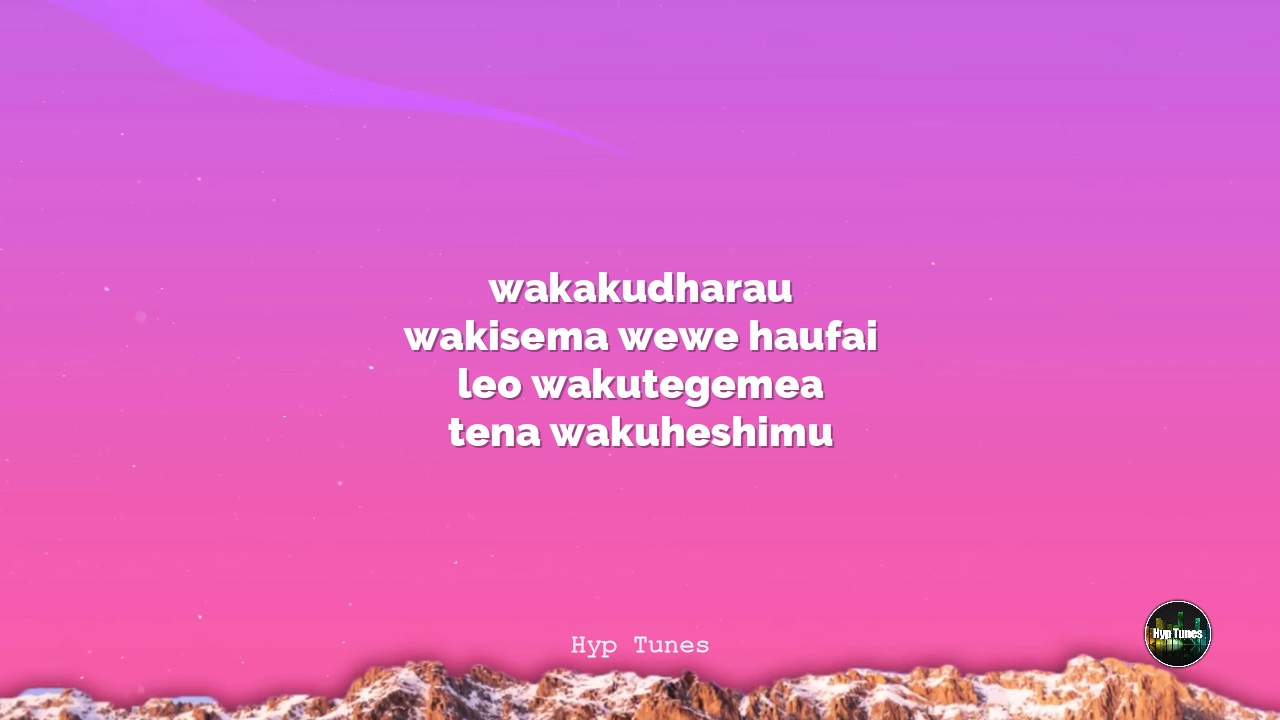 wakakudharau
wakisema wewe haufai
leo wakutegemea
tena wakuheshimu
Hyp Tunes
Hyp Tunes